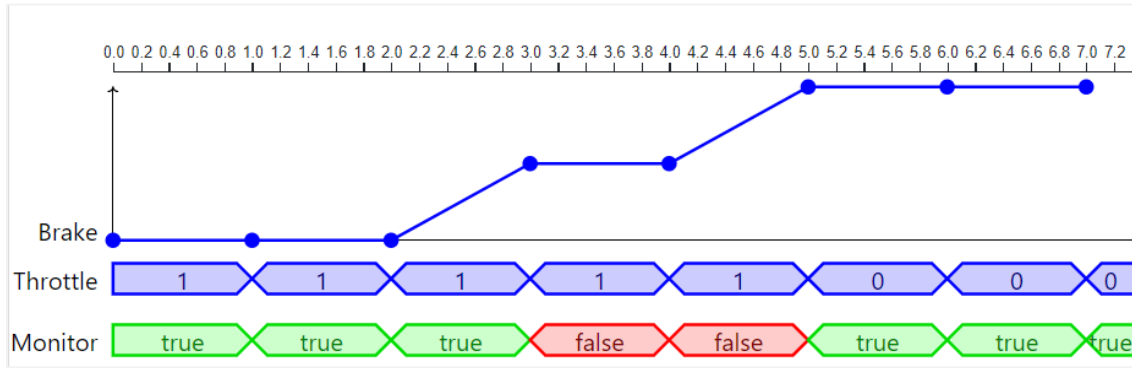 0.0 0.2 0.4 0.6 0.8 1.0 1.2 1.4 1.6 1.8 2.0 2.2 2.4 2.6 2.8 3.0 3.2 3.4 3.6 3.8 4.0 4.2 4.4 4.6 4.8 5.0 5.2 5.4 5.6 5.8 6.0 6.2 6.4 6.6 6.8 7.0 7.2
Brake
Throttle 1 1 1 1 1 0 0 0
Monitor true true true false false true true true